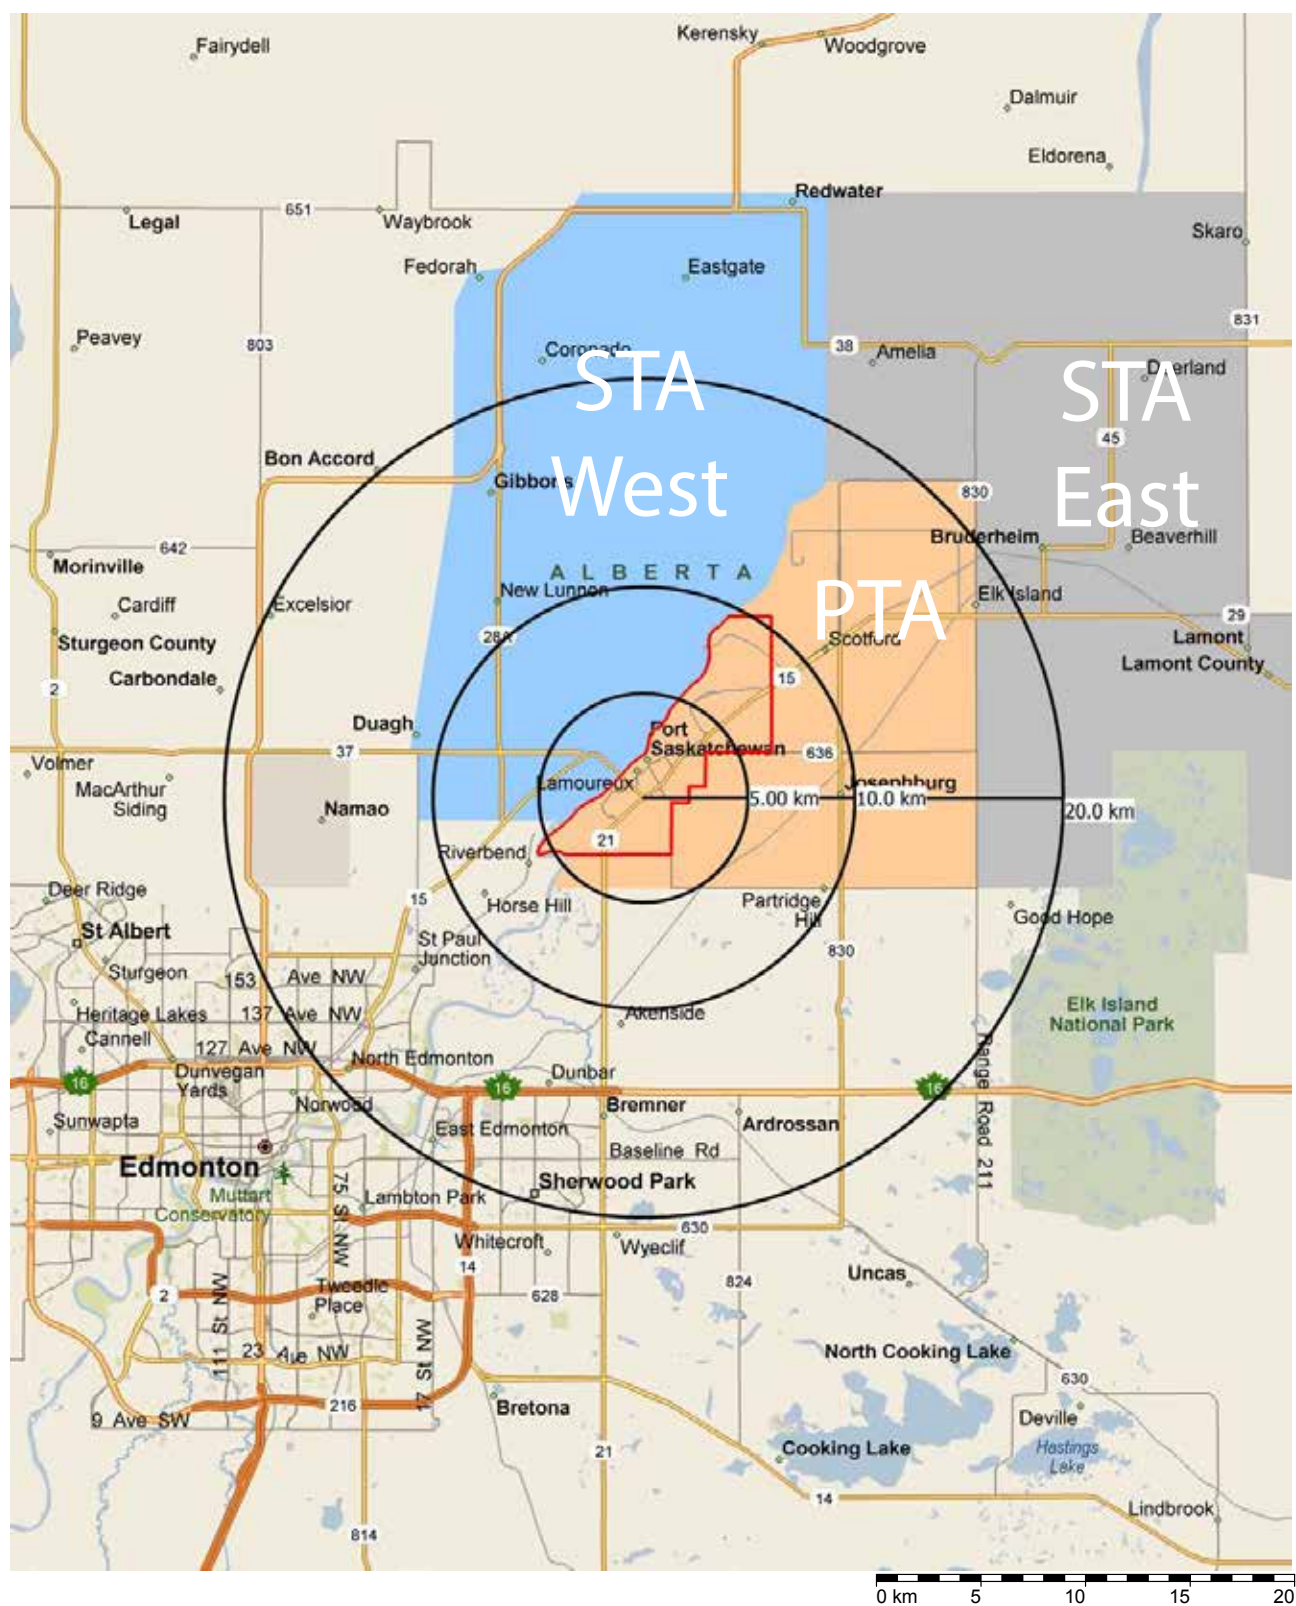 Kerensky
Fairydell
Woodgrove
Dalmuir
Eldorena
Redwater
651
Legal
Waybrook
Skaro
Fedorah
Eastgate
831
Peavey
803
38
Coronado
Amelia
STA
West
STA
East
Deerland
45
Bon Accord
Gibbons
830
Bruderheim
Beaverhill
642
Morinville
ALBERTA
New Lunnon
Elk Island
PTA
Cardiff
Excelsior
29
28A
Scotford
Lamont
Sturgeon County
Lamont County
Carbondale
15
2
Duagh
Fort
Saskatchewan
37
636
Volmer
MacArthur
Siding
Lamoureux
Josephburg
5.00 km
10.0 km
20.0 km
Namao
21
Riverbend
Deer Ridge
15
Horse Hill
Partridge
Hill
Good Hope
St Albert
St Paul
Junction
830
Sturgeon
153 Ave NW
Heritage Lakes
137 Ave NW
Akenside
Elk Island
National Park
Cannell
127 Ave NW
North Edmonton
Dunvegan
Yards
Dunbar
16
16
16
Range Road 211
Norwood
Bremner
Sunwapta
East Edmonton
Ardrossan
Baseline Rd
Edmonton
Muttart
Conservatory
75 St NW
Lambton Park
Sherwood Park
630
Whitecroft
Wyeclif
14
Uncas
2
111 St NW
Tweedle
Place
628
824
23 Ave NW
17 St NW
North Cooking Lake
630
216
9 Ave SW
Bretona
Deville
21
Cooking Lake
Hastings
Lake
14
Lindbrook
814
0 km 5 10 15 20